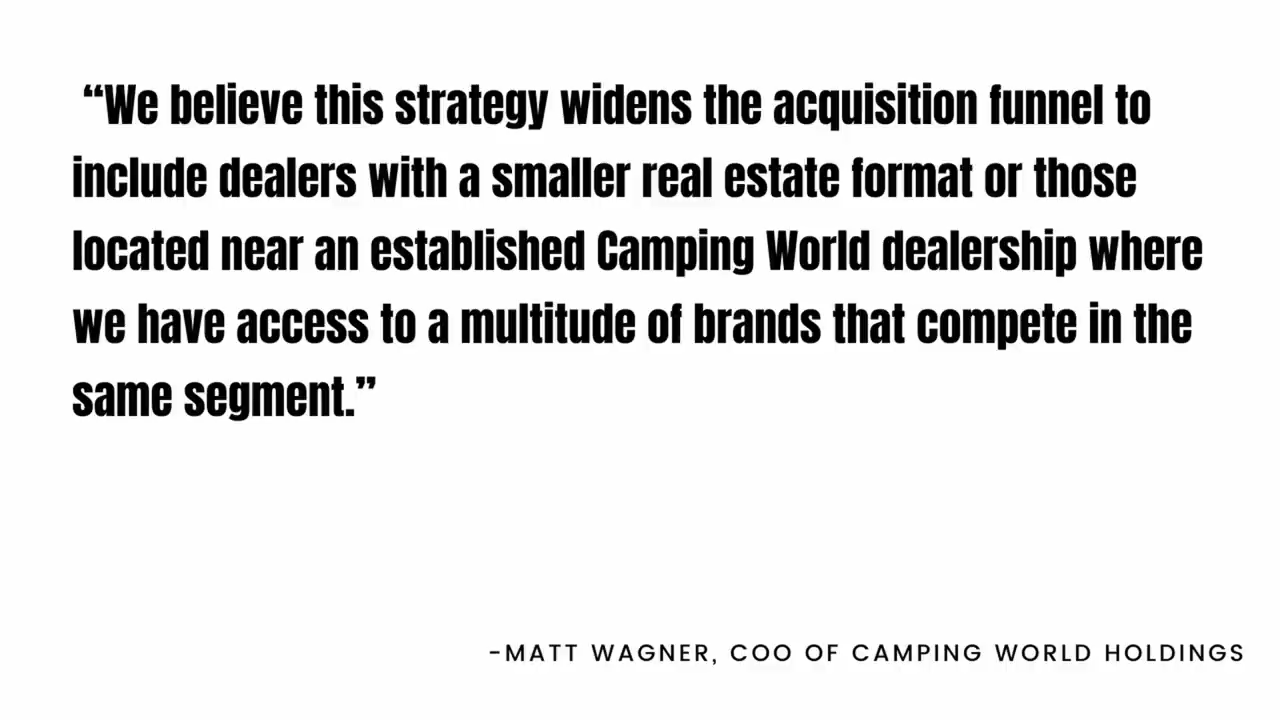 “We believe this strategy widens the acquisition funnel to
include dealers with a smaller real estate format or those
located near an established Camping World dealership where
we have access to a multitude of brands that compete in the
same segment.”
-MATT WAGNER, COO OF CAMPING WORLD HOLDINGS